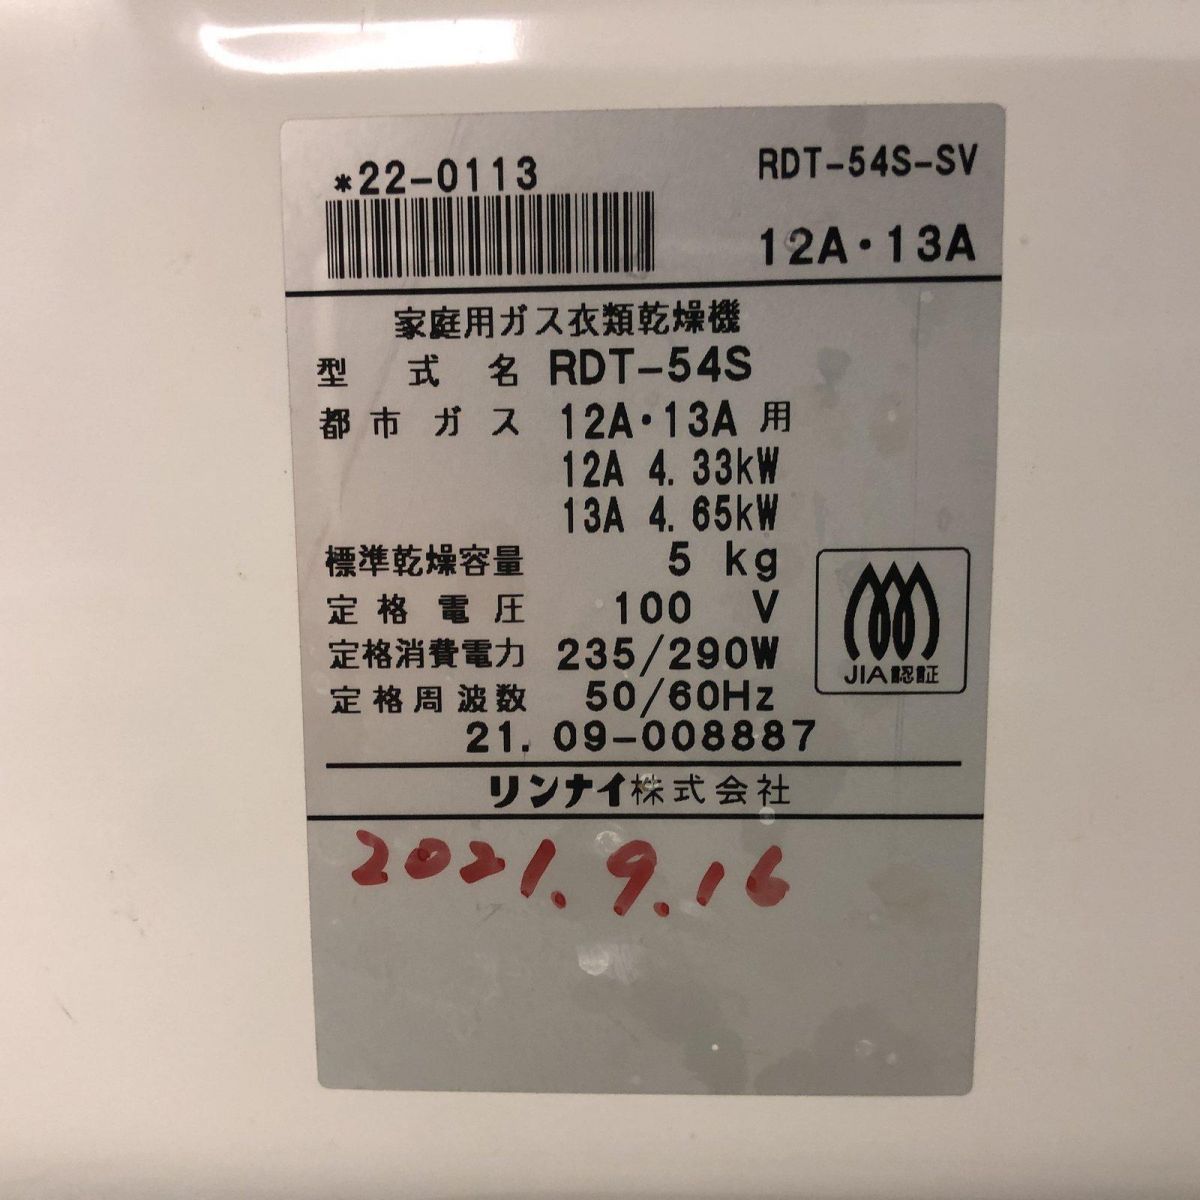 *22-0113
RDT-54S-SV
12A・13A
家庭用ガス衣類乾燥機
型式名 RDT-54S
都市ガス 12A・13A 用
12A 4.33kW
13A 4.65kW
標準乾燥容量 5 kg
定格電圧 100 V
定格消費電力 235/290W
定格周波数 50/60Hz
JIA認証
21.09-008887
リンナイ株式会社
2021.9.16